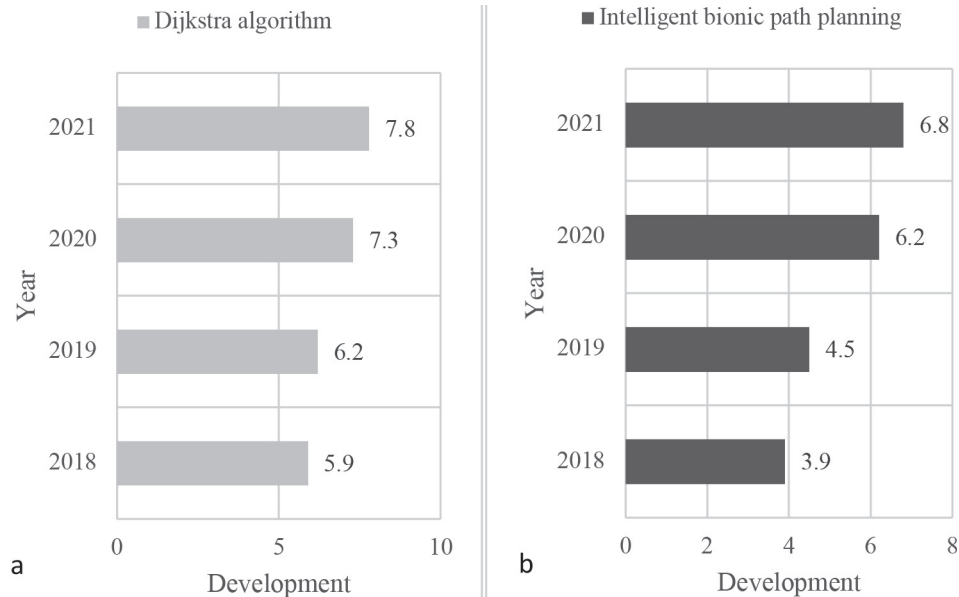 Dijkstra algorithm
2021
7.8
2020
7.3
2019
6.2
2018
5.9
Year
0 5 10
Development
a
Intelligent bionic path planning
2021
6.8
2020
6.2
2019
4.5
2018
3.9
Year
0 2 4 6 8
Development
b